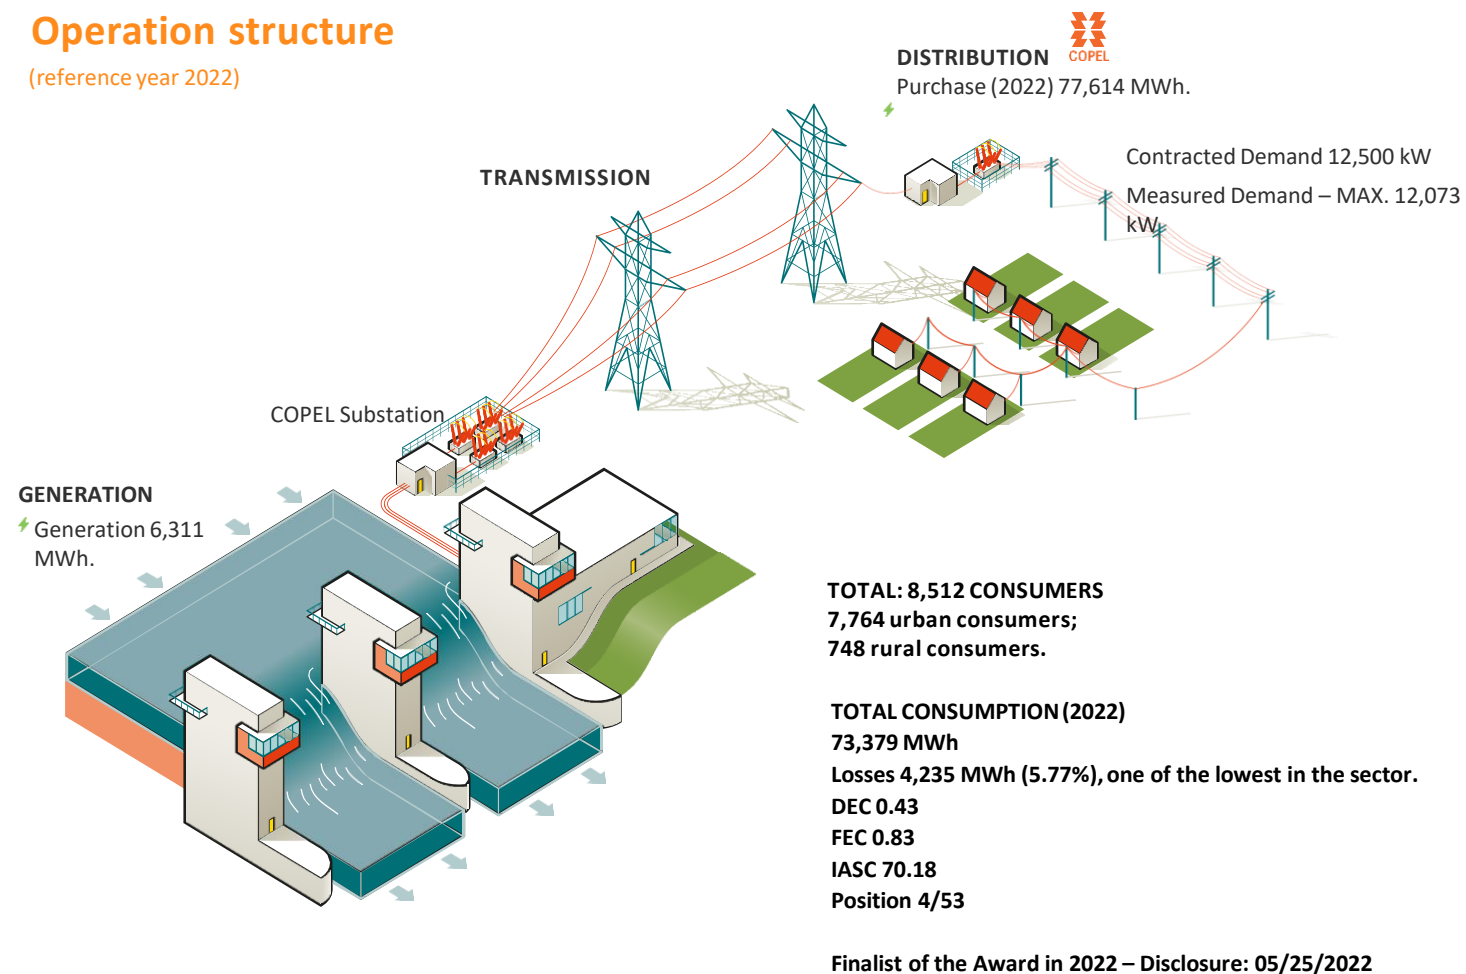 Operation structure
(reference year 2022)
COPEL
DISTRIBUTION
Purchase (2022) 77,614 MWh.
Contracted Demand 12,500 kW
Measured Demand – MAX. 12,073
kW
TRANSMISSION
COPEL Substation
GENERATION
Generation 6,311
MWh.
TOTAL: 8,512 CONSUMERS
7,764 urban consumers;
748 rural consumers.
TOTAL CONSUMPTION (2022)
73,379 MWh
Losses 4,235 MWh (5.77%), one of the lowest in the sector.
DEC 0.43
FEC 0.83
IASC 70.18
Position 4/53
Finalist of the Award in 2022 – Disclosure: 05/25/2022